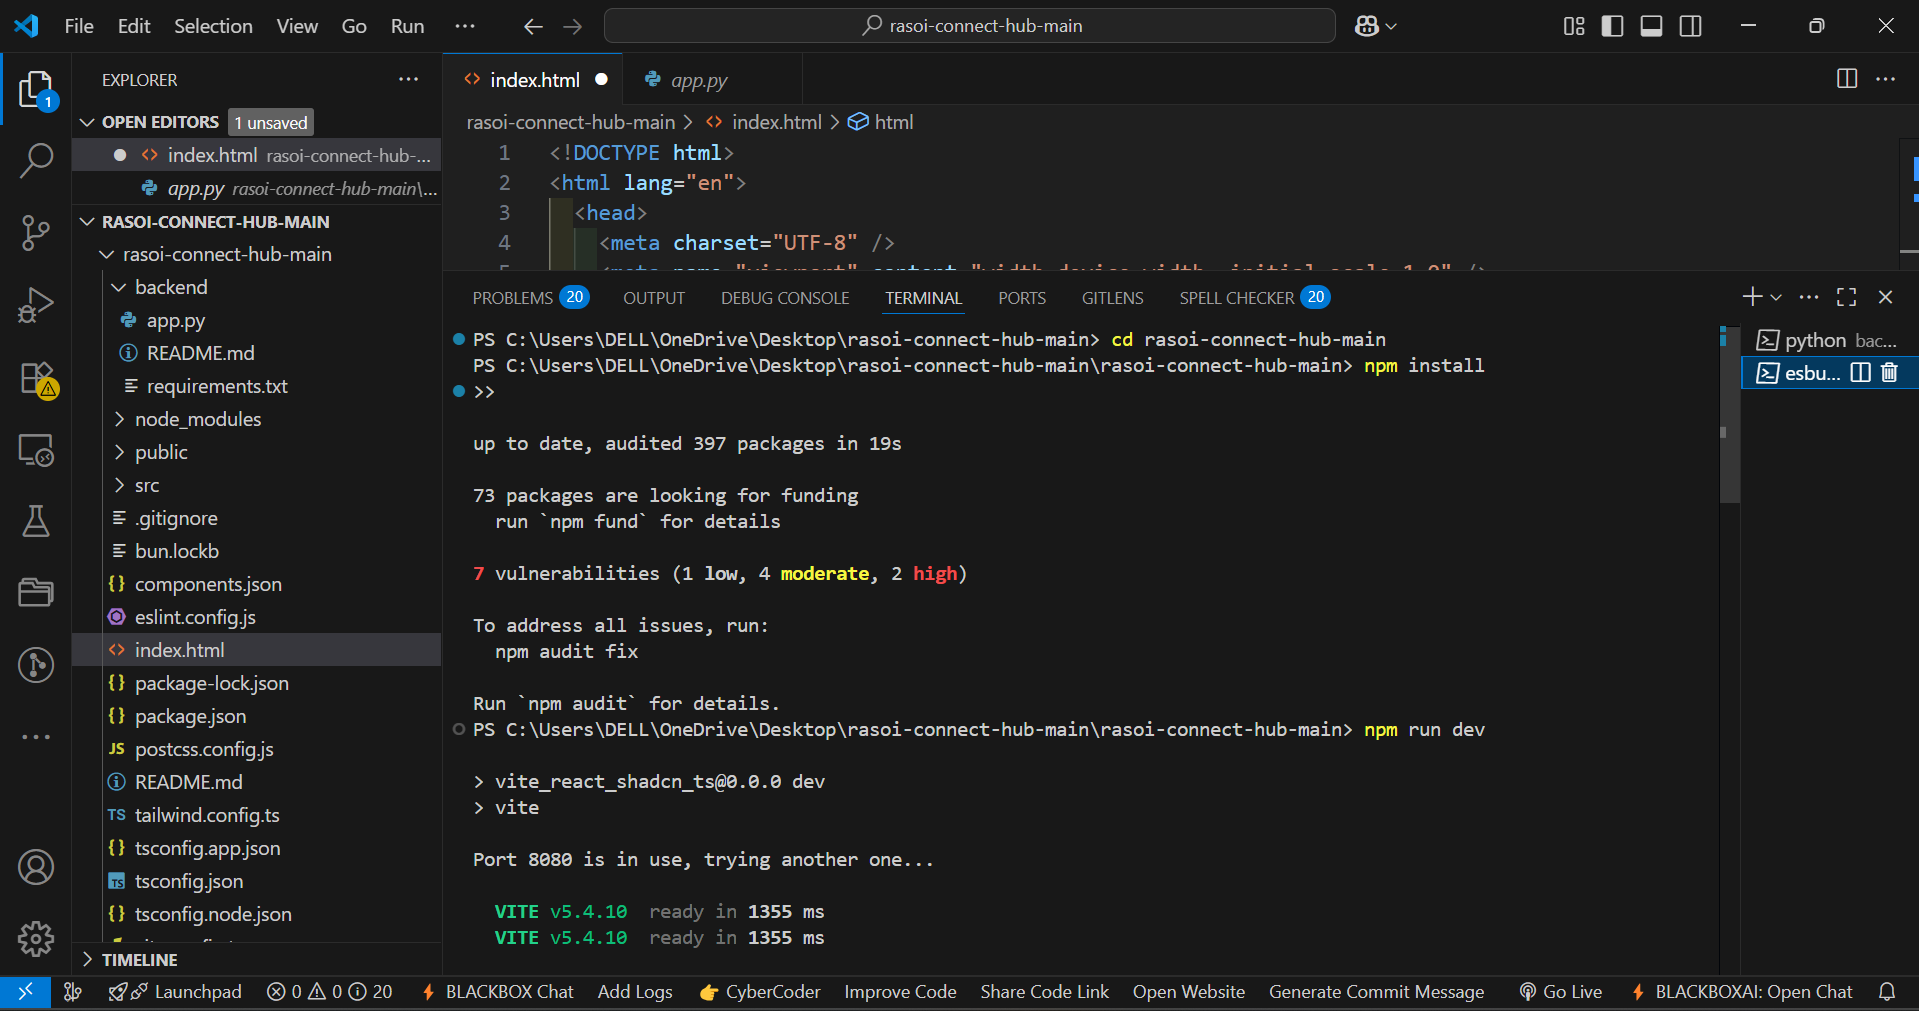 File Edit Selection View Go Run
rasoi-connect-hub-main
EXPLORER
OPEN EDITORS 1 unsaved
index.html rasoi-connect-hub-...
app.py rasoi-connect-hub-main\...
RASOI-CONNECT-HUB-MAIN
rasoi-connect-hub-main
backend
app.py
README.md
requirements.txt
node_modules
public
src
.gitignore
bun.lockb
components.json
eslint.config.js
index.html
package-lock.json
package.json
postcss.config.js
README.md
tailwind.config.ts
tsconfig.app.json
tsconfig.json
tsconfig.node.json
TIMELINE
index.html
app.py
rasoi-connect-hub-main > index.html > html
1 <!DOCTYPE html>
2 <html lang="en">
3 <head>
4 <meta charset="UTF-8" />
PROBLEMS 20 OUTPUT DEBUG CONSOLE TERMINAL PORTS GITLENS SPELL CHECKER 20
PS C:\Users\DELL\OneDrive\Desktop\rasoi-connect-hub-main> cd rasoi-connect-hub-main
PS C:\Users\DELL\OneDrive\Desktop\rasoi-connect-hub-main\rasoi-connect-hub-main> npm install
>>
up to date, audited 397 packages in 19s
73 packages are looking for funding
run `npm fund` for details
7 vulnerabilities (1 low, 4 moderate, 2 high)
To address all issues, run:
npm audit fix
Run `npm audit` for details.
PS C:\Users\DELL\OneDrive\Desktop\rasoi-connect-hub-main\rasoi-connect-hub-main> npm run dev
> vite_react_shadcn_ts@0.0.0 dev
> vite
Port 8080 is in use, trying another one...
VITE v5.4.10 ready in 1355 ms
VITE v5.4.10 ready in 1355 ms
python bac...
esbu...
1
Launchpad 0 0 20 BLACKBOX Chat Add Logs CyberCoder Improve Code Share Code Link Open Website Generate Commit Message Go Live BLACKBOXAI: Open Chat